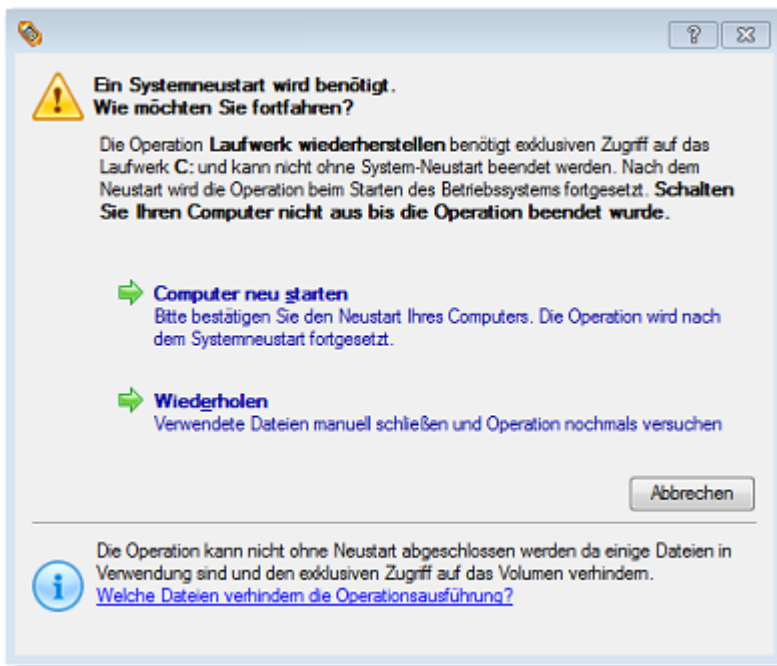 Ein Systemneustart wird benötigt.
Wie möchten Sie fortfahren?
Die Operation Laufwerk wiederherstellen benötigt exklusiven Zugriff auf das
Laufwerk C: und kann nicht ohne System-Neustart beendet werden. Nach dem
Neustart wird die Operation beim Starten des Betriebssystems fortgesetzt. Schalten
Sie Ihren Computer nicht aus bis die Operation beendet wurde.
Computer neu starten
Bitte bestätigen Sie den Neustart Ihres Computers. Die Operation wird nach
dem Systemneustart fortgesetzt.
Wiederholen
Verwendete Dateien manuell schließen und Operation nochmals versuchen
Abbrechen
Die Operation kann nicht ohne Neustart abgeschlossen werden da einige Dateien in
Verwendung sind und den exklusiven Zugriff auf das Volumen verhindern.
Welche Dateien verhindern die Operationsausführung?